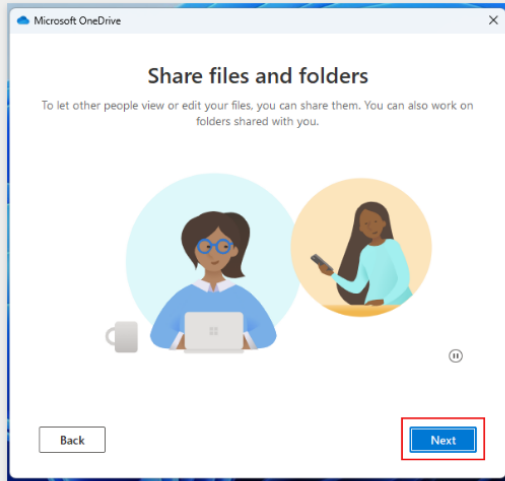 Microsoft OneDrive
Share files and folders
To let other people view or edit your files, you can share them. You can also work on
folders shared with you.
Back
Next